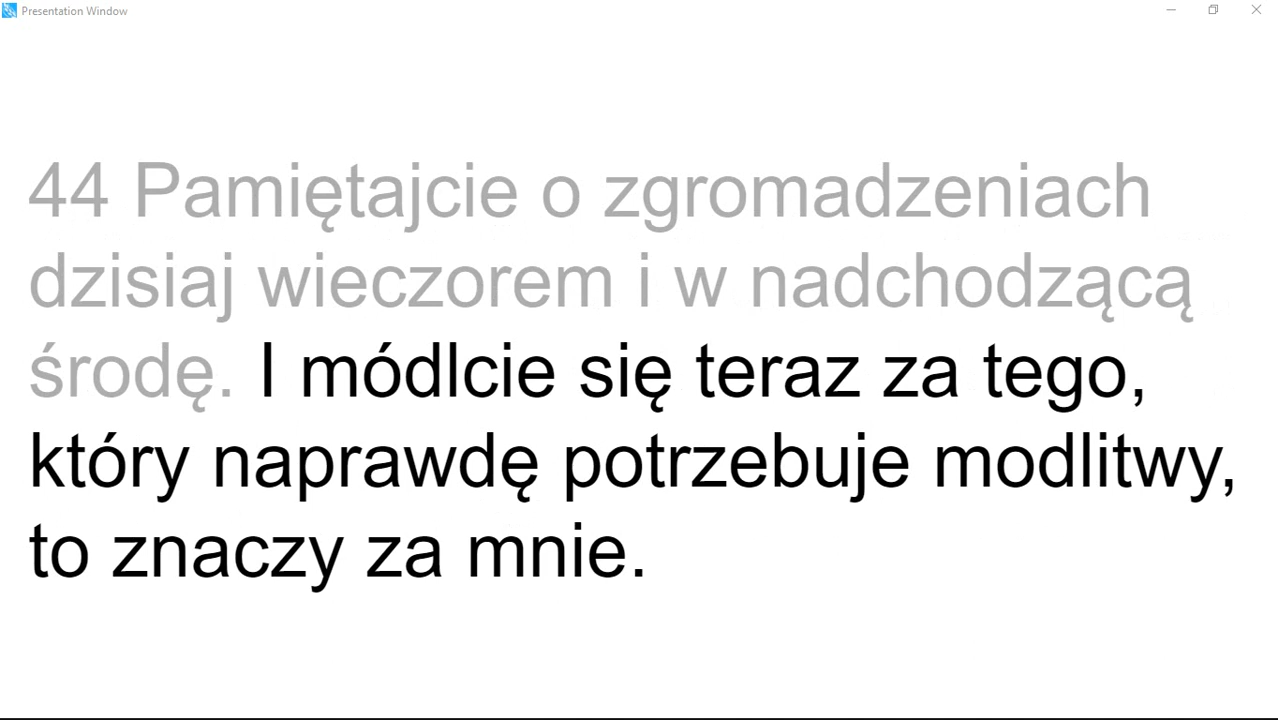 Presentation Window
44 Pamiętajcie o zgromadzeniach
dzisiaj wieczorem i w nadchodzącą
środę. I módlcie się teraz za tego,
który naprawdę potrzebuje modlitwy,
to znaczy za mnie.